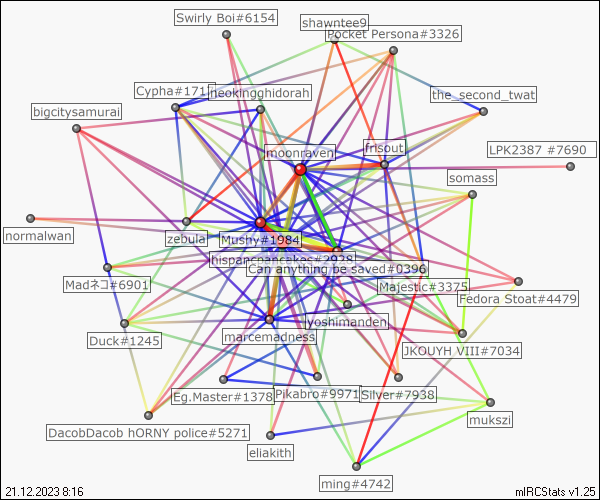 Swirly Boi#6154
shawntee9
Pocket Persona#3326
Cypha#171
neokingghidorah
the_second_twat
bigcitysamurai
moonraven
frisout
LPK2387 #7690
somass
normalwan
zebula
Mushy#1984
hispancpancakes#2928
Can anything be saved#0396
Madネコ#6901
Majestic#3375
Fedora Stoat#4479
yoshimanden
Duck#1245
marcemadness
JKOUYH VIII#7034
Eg.Master#1378
Pikabro#9971
Silver#7938
mukszi
DacobDacob hORNY police#5271
eliakith
ming#4742
21.12.2023 8:16
mIRCStats v1.25